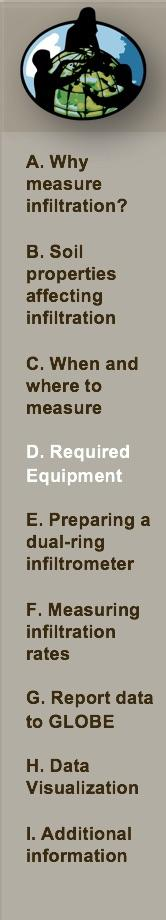 A. Why
measure
infiltration?
B. Soil
properties
affecting
infiltration
C. When and
where to
measure
D. Required
Equipment
E. Preparing a
dual-ring
infiltrometer
F. Measuring
infiltration
rates
G. Report data
to GLOBE
H. Data
Visualization
I. Additional
information